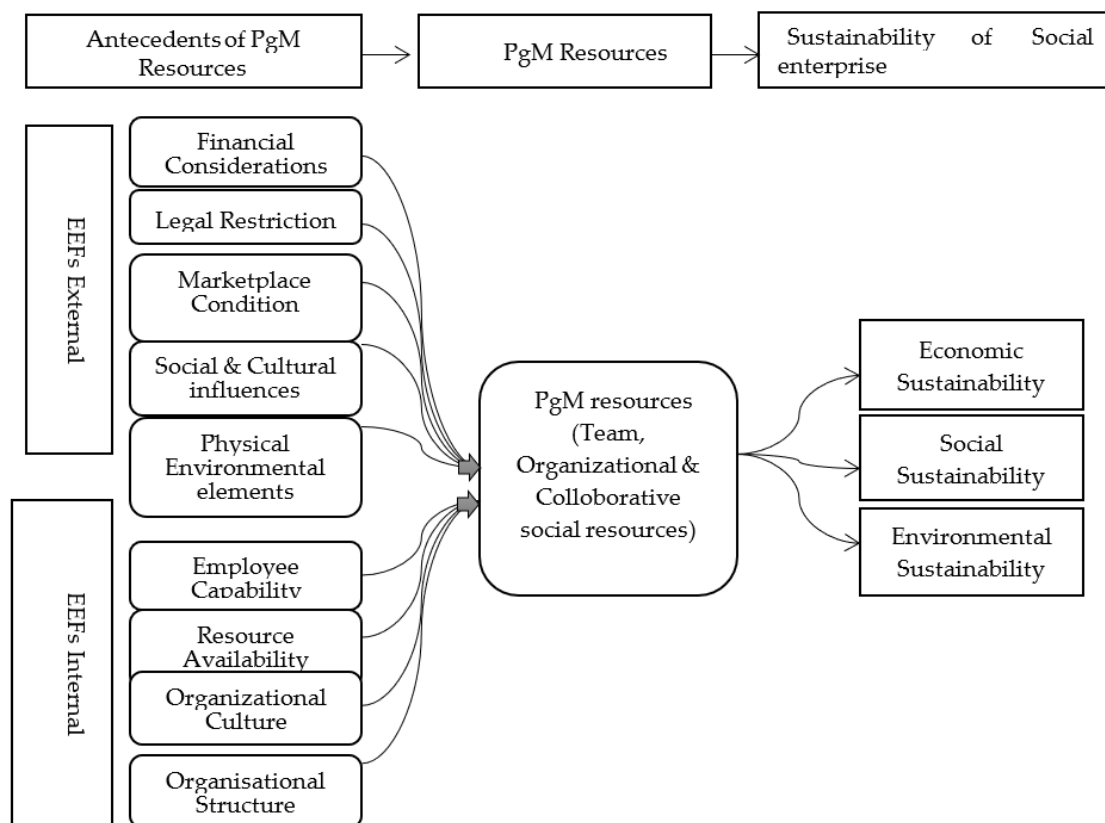 Antecedents of PgM
Resources
PgM Resources
Sustainability of Social
enterprise
EEFs External
Financial
Considerations
Legal Restriction
Marketplace
Condition
Social & Cultural
influences
Physical
Environmental
elements
EEFs Internal
Employee
Capability
Resource
Availability
Organizational
Culture
Organisational
Structure
PgM resources
(Team,
Organizational &
Colloborative
social resources)
Economic
Sustainability
Social
Sustainability
Environmental
Sustainability